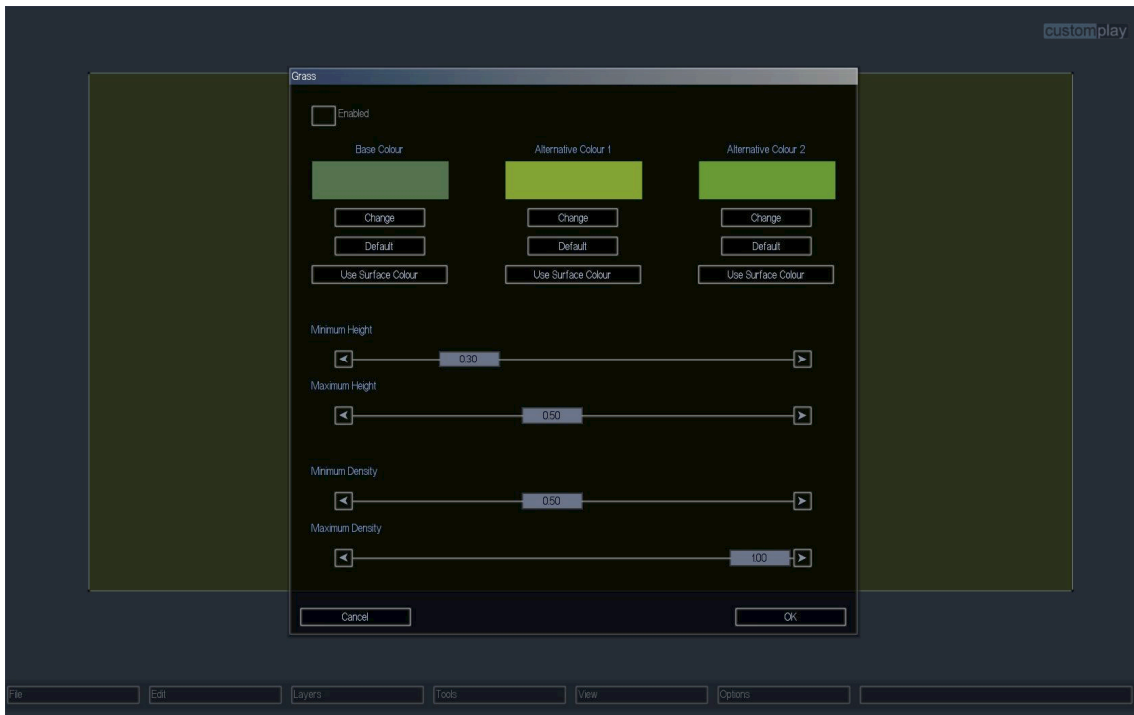 customplay
Grass
Enabled
Base Colour Alternative Colour 1 Alternative Colour 2
Change Change Change
Default Default Default
Use Surface Colour Use Surface Colour Use Surface Colour
Minimum Height
0.30
Maximum Height
0.50
Minimum Density
0.50
Maximum Density
1.00
Cancel OK
File Edit Layers Tools View Options